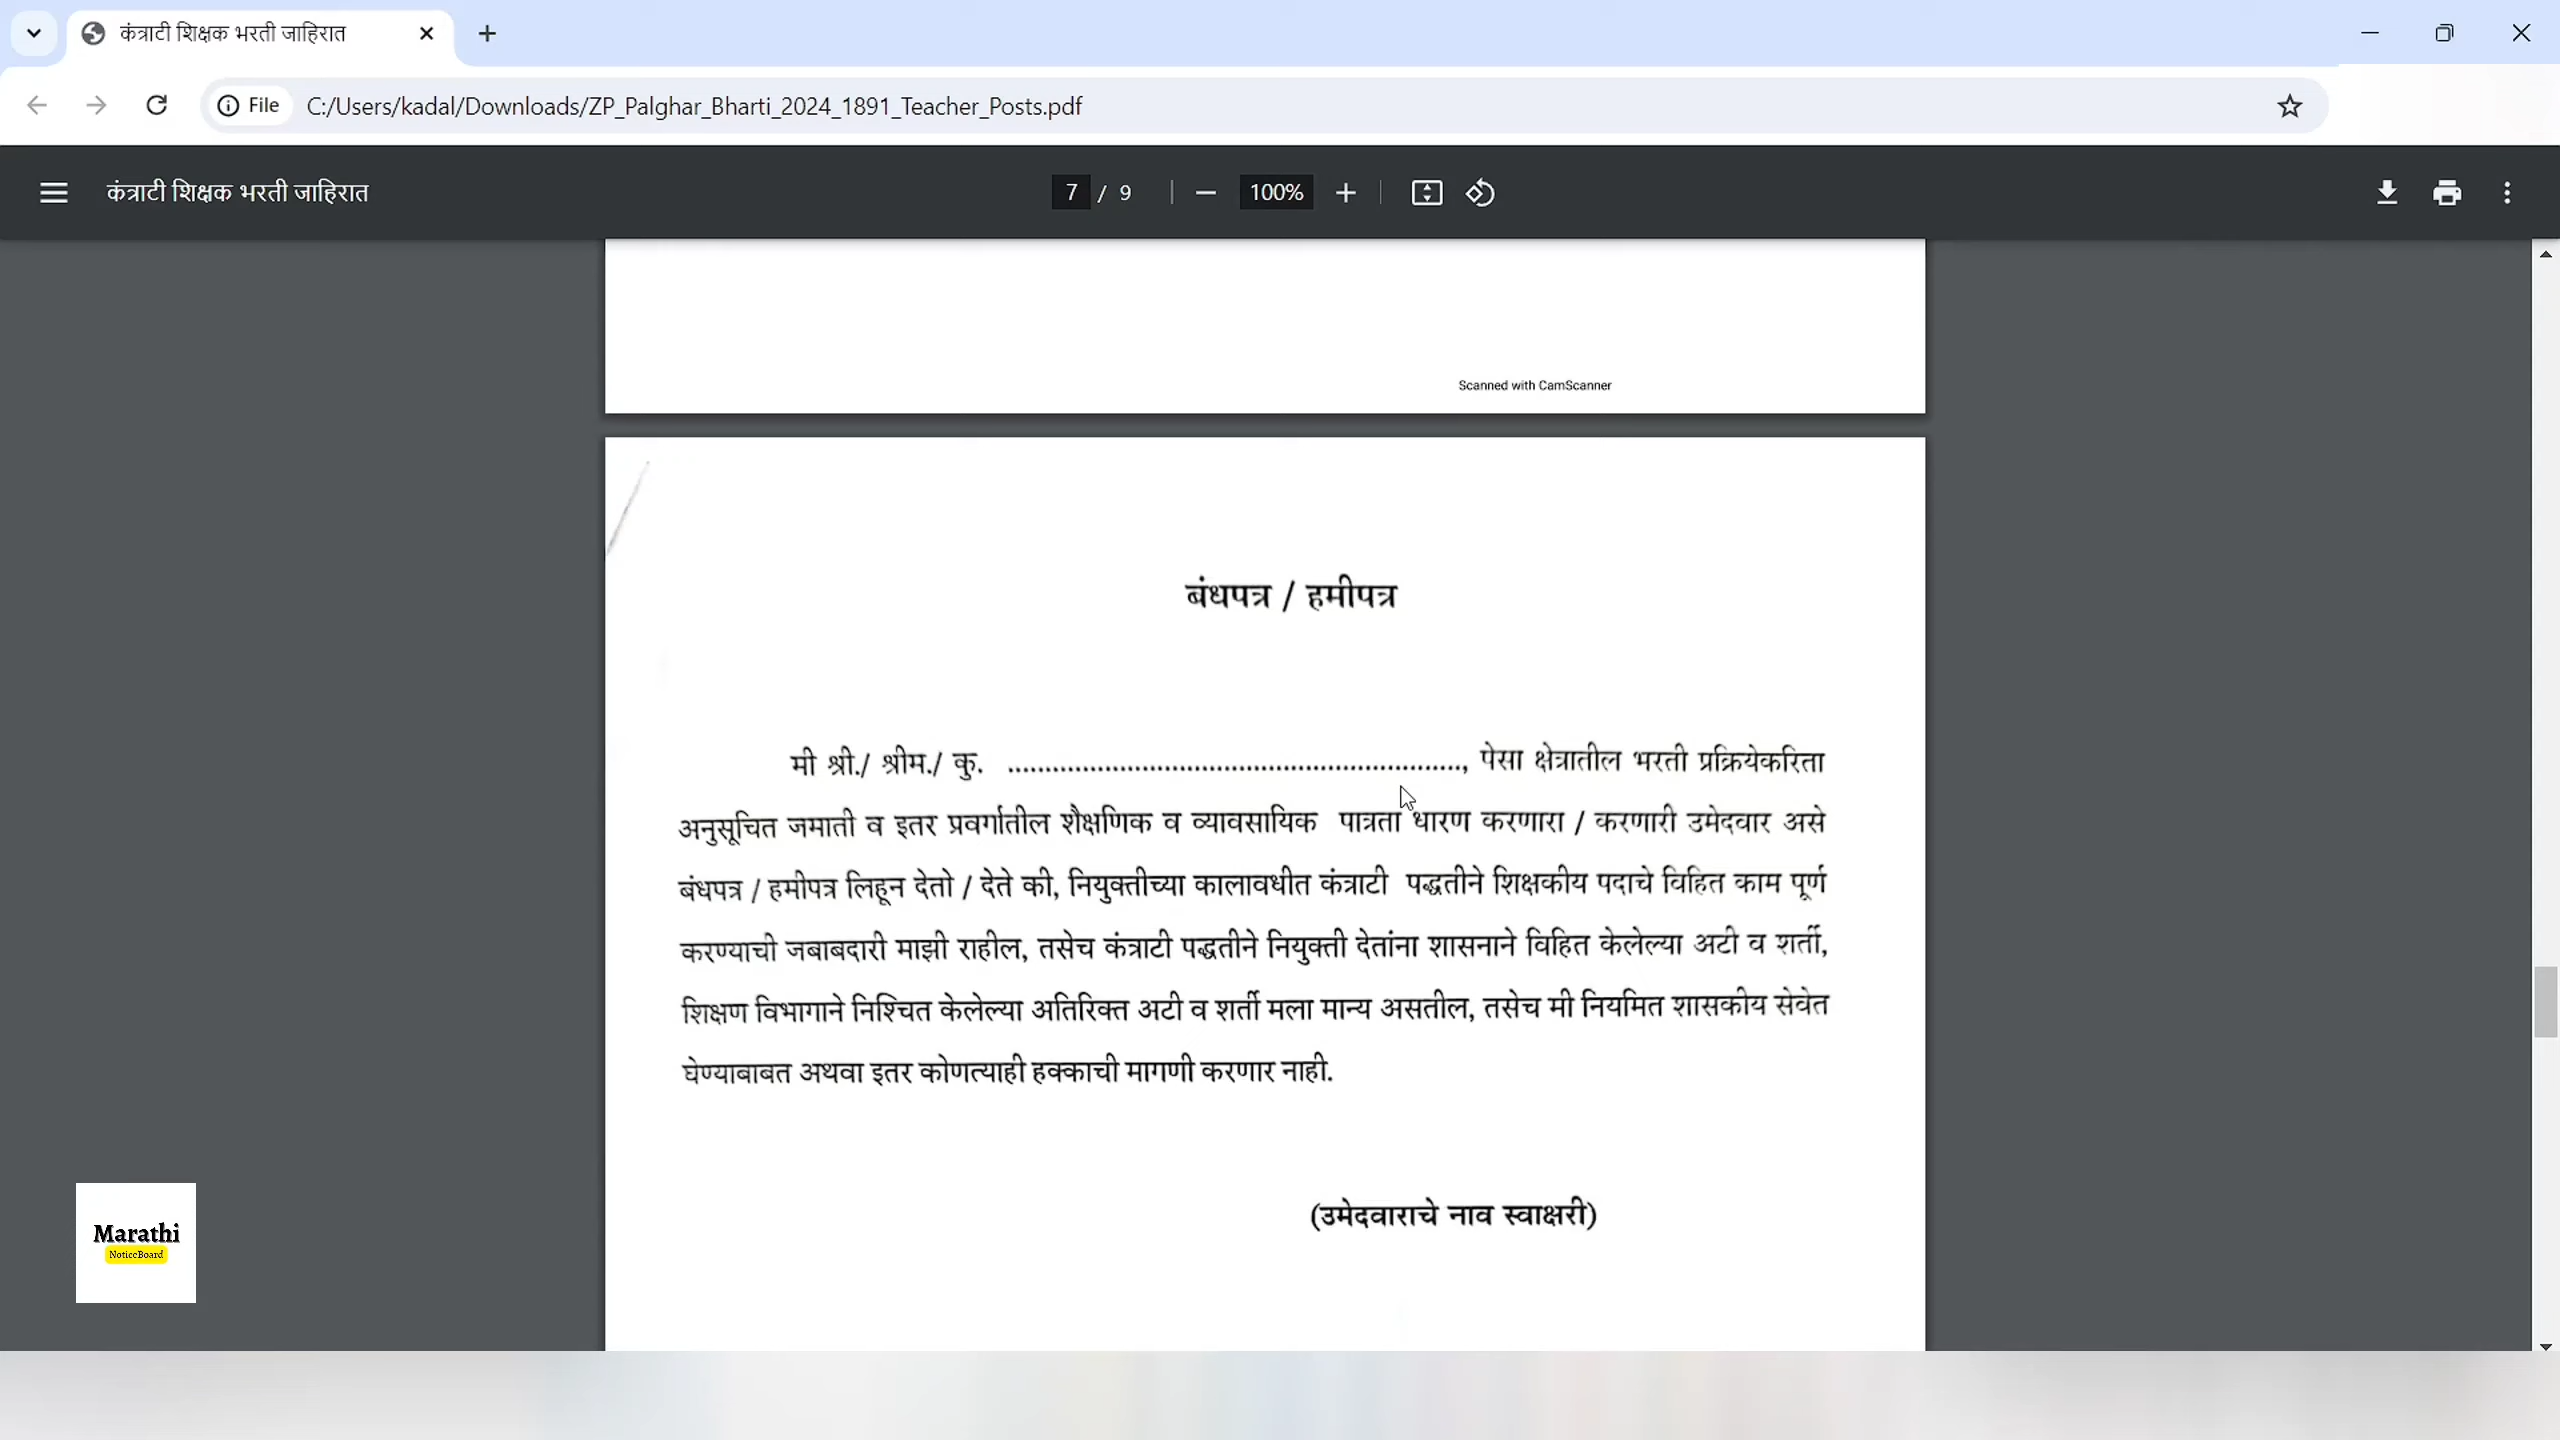 कंत्राटी शिक्षक भरती जाहिरात
File C:/Users/kadal/Downloads/ZP_Palghar_Bharti_2024_1891_Teacher_Posts.pdf
कंत्राटी शिक्षक भरती जाहिरात 7 / 9 100%
Scanned with CamScanner
बंधपत्र / हमीपत्र
मी श्री./ श्रीम./ कु. ............................................................, पेसा क्षेत्रातील भरती प्रक्रियेकरिता
अनुसूचित जमाती व इतर प्रवर्गातील शैक्षणिक व व्यावसायिक पात्रता धारण करणारा / करणारी उमेदवार असे
बंधपत्र / हमीपत्र लिहून देतो / देते की, नियुक्तीच्या कालावधीत कंत्राटी पद्धतीने शिक्षकीय पदाचे विहित काम पूर्ण
करण्याची जबाबदारी माझी राहील, तसेच कंत्राटी पद्धतीने नियुक्ती देतांना शासनाने विहित केलेल्या अटी व शर्ती,
शिक्षण विभागाने निश्चित केलेल्या अतिरिक्त अटी व शर्ती मला मान्य असतील, तसेच मी नियमित शासकीय सेवेत
घेण्याबाबत अथवा इतर कोणत्याही हक्काची मागणी करणार नाही.
(उमेदवाराचे नाव स्वाक्षरी)
Marathi
NoticeBoard